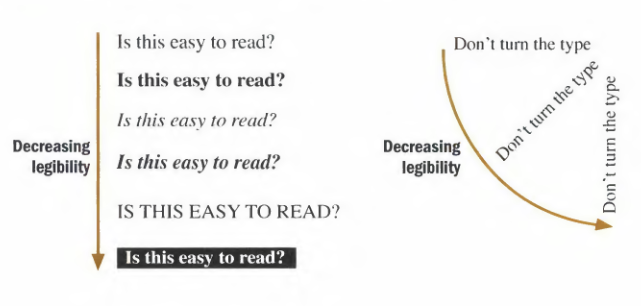 Is this easy to read?
Is this easy to read?
Is this easy to read?
Decreasing
legibility
Is this easy to read?
IS THIS EASY TO READ?
Is this easy to read?
Don't turn the type
Don't turn the type
Don't turn the type
Decreasing
legibility